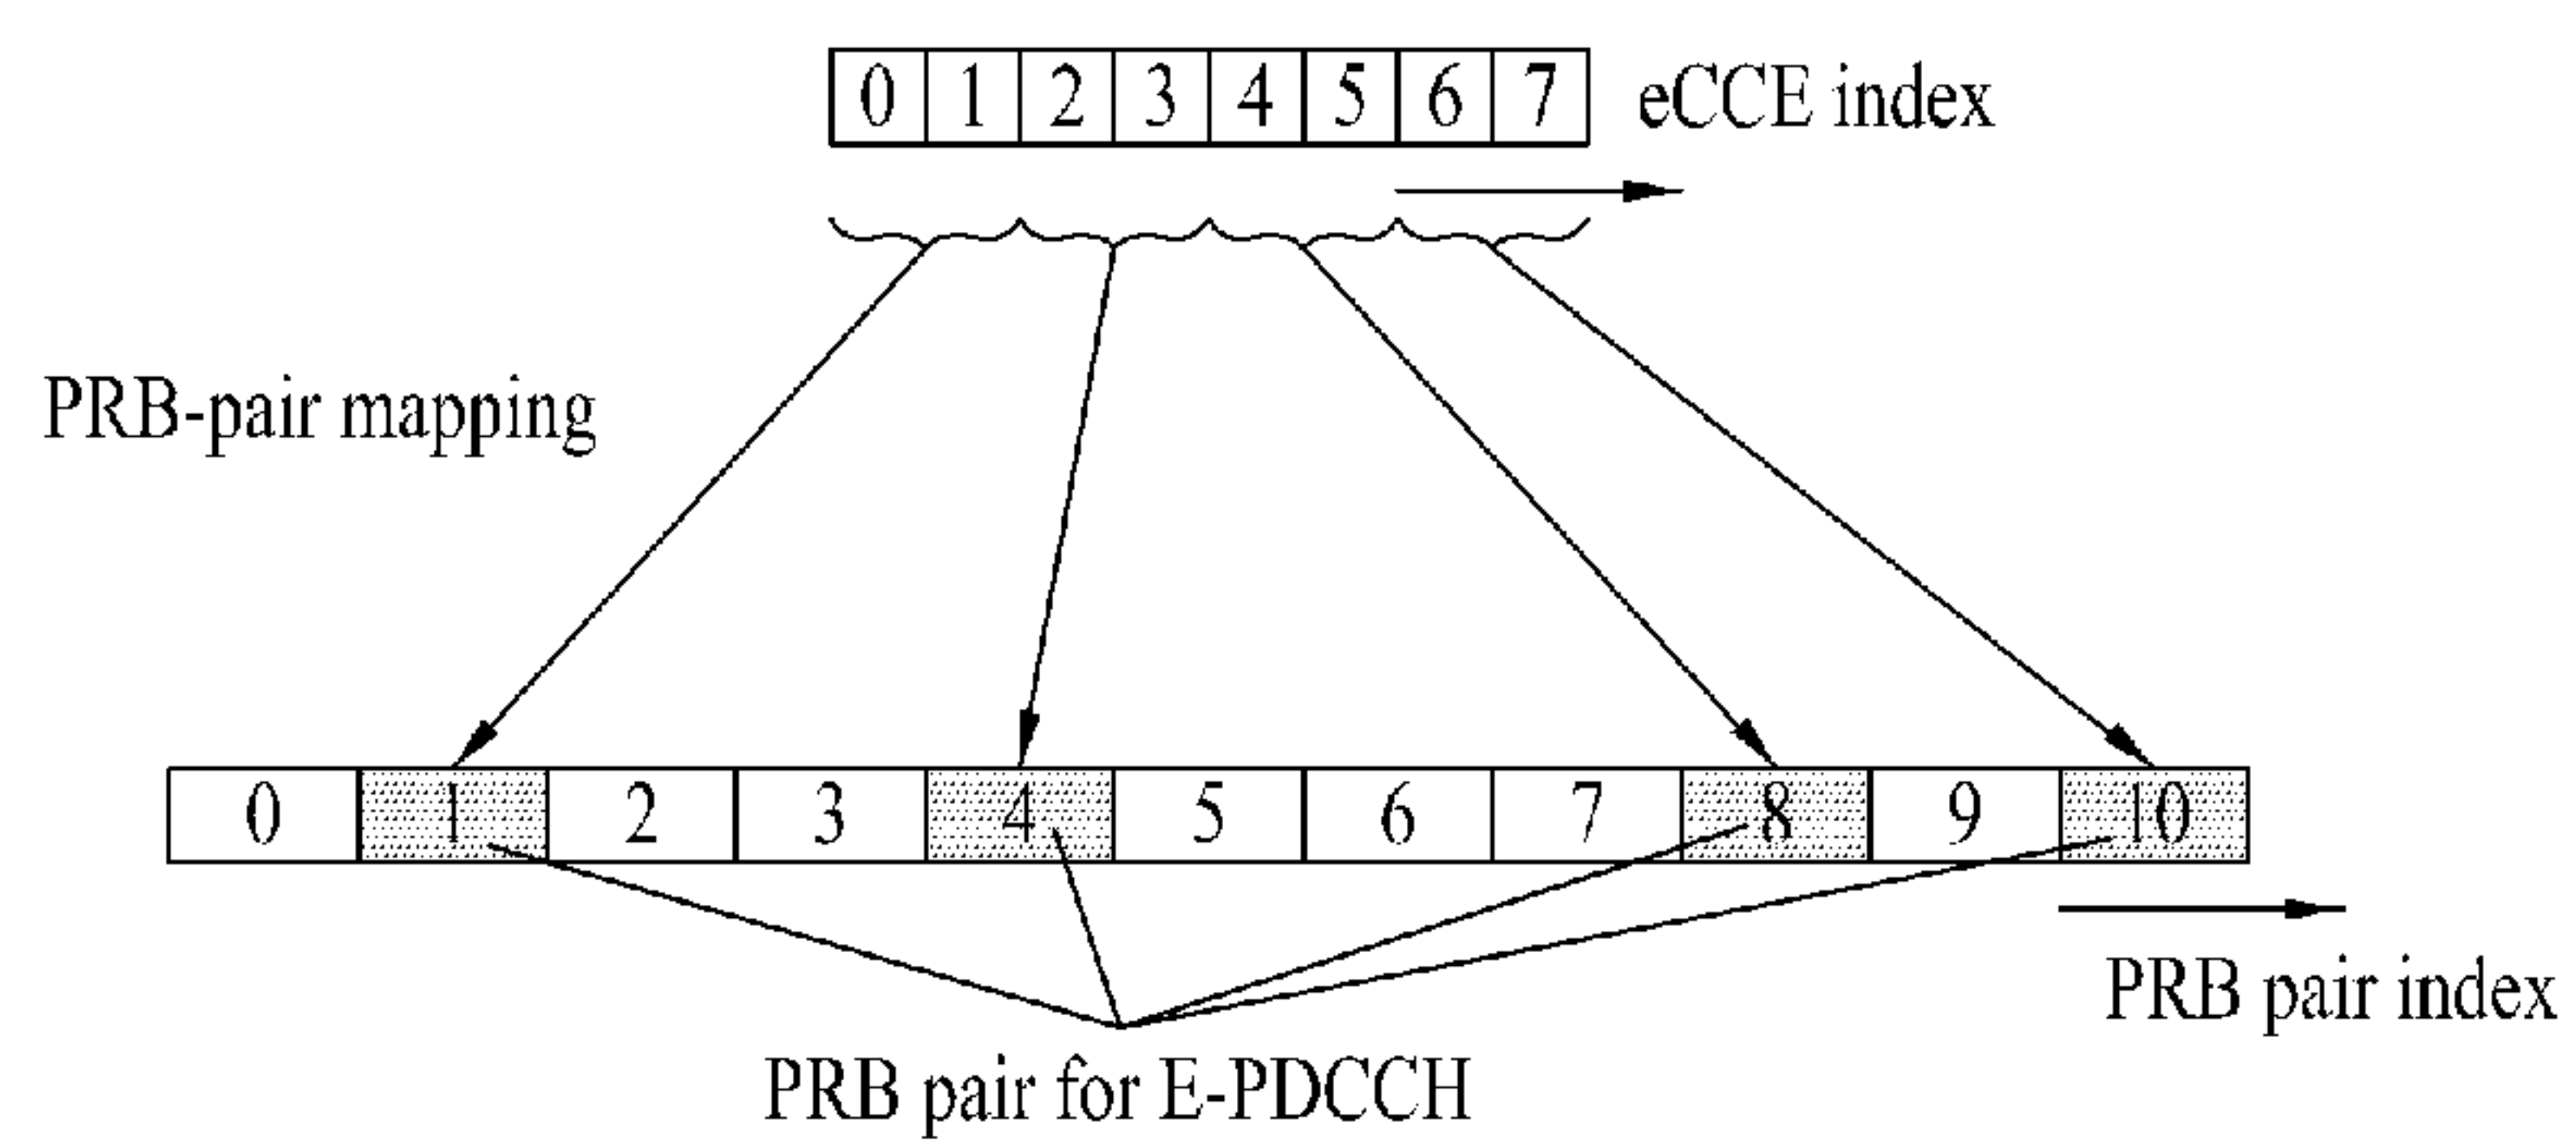 0 1 2 3 4 5 6 7 eCCE index
PRB-pair mapping
0 1 2 3 4 5 6 7 8 9 10
PRB pair index
PRB pair for E-PDCCH